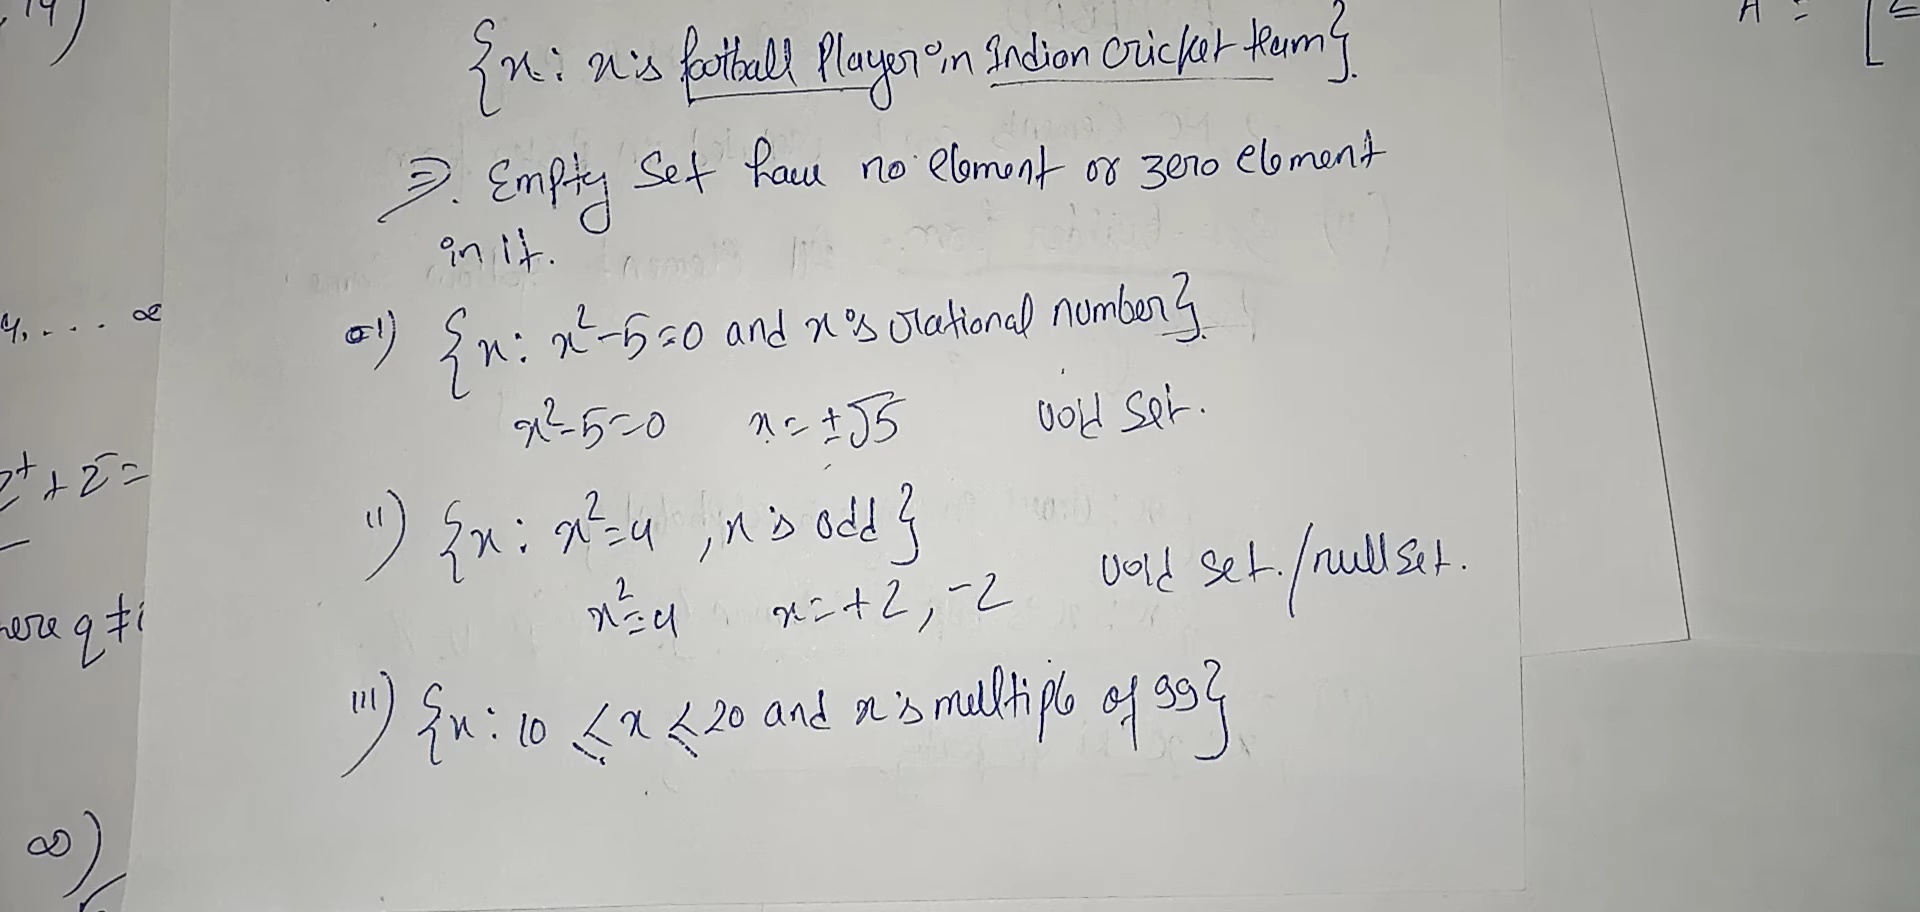 {x: x is football Player in Indian Cricket team}.
⇒. Empty Set have no element or zero element
in it.
i) {x: x²-5=0 and x is rational number}.
x²-5=0 x=±√5 void set.
ii) {x: x²=4, x is odd}
x²=4 x=+2,-2 void set./null set.
iii) {x: 10 ≤ x ≤ 20 and x is multiple of 99}
4, .... ∞
z⁺ + z⁻ =
here q ≠
∞)
A =